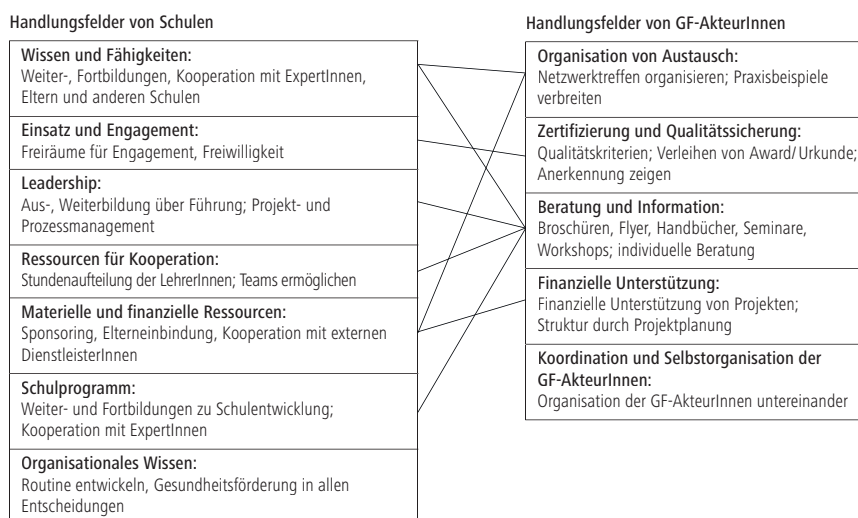 Handlungsfelder von Schulen
Wissen und Fähigkeiten:
Weiter-, Fortbildungen, Kooperation mit ExpertInnen,
Eltern und anderen Schulen
Einsatz und Engagement:
Freiräume für Engagement, Freiwilligkeit
Leadership:
Aus-, Weiterbildung über Führung; Projekt- und
Prozessmanagement
Ressourcen für Kooperation:
Stundenaufteilung der LehrerInnen; Teams ermöglichen
Materielle und finanzielle Ressourcen:
Sponsoring, Elterneinbindung, Kooperation mit externen
DienstleisterInnen
Schulprogramm:
Weiter- und Fortbildungen zu Schulentwicklung;
Kooperation mit ExpertInnen
Organisationales Wissen:
Routine entwickeln, Gesundheitsförderung in allen
Entscheidungen
Handlungsfelder von GF-AkteurInnen
Organisation von Austausch:
Netzwerktreffen organisieren; Praxisbeispiele
verbreiten
Zertifizierung und Qualitätssicherung:
Qualitätskriterien; Verleihen von Award/Urkunde;
Anerkennung zeigen
Beratung und Information:
Broschüren, Flyer, Handbücher, Seminare,
Workshops; individuelle Beratung
Finanzielle Unterstützung:
Finanzielle Unterstützung von Projekten;
Struktur durch Projektplanung
Koordination und Selbstorganisation der
GF-AkteurInnen:
Organisation der GF-AkteurInnen untereinander